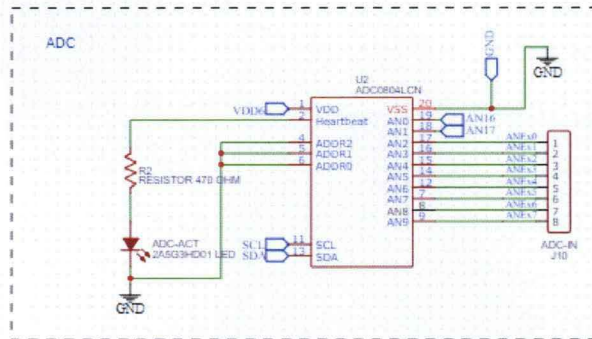 ADC
GND
GND
U2
ADC0804LCN
VDD6
1 VDD
2 Heartbeat
4 ADDR2
5 ADDR1
6 ADDR0
SCL 11 SCL
SDA 13 SDA
VSS 20
AN0 19 AN16
AN1 18 AN17
AN2 17 ANEx0 1
AN3 16 ANEx1 2
AN4 15 ANEx2 3
AN5 14 ANEx3 4
AN6 12 ANEx4 5
AN7 7 ANEx5 6
AN8 8 ANEx6 7
AN9 9 ANEx7 8
ADC-IN
J10
R2
RESISTOR 470 OHM
ADC-ACT
2A5G3HD01 LED
GND